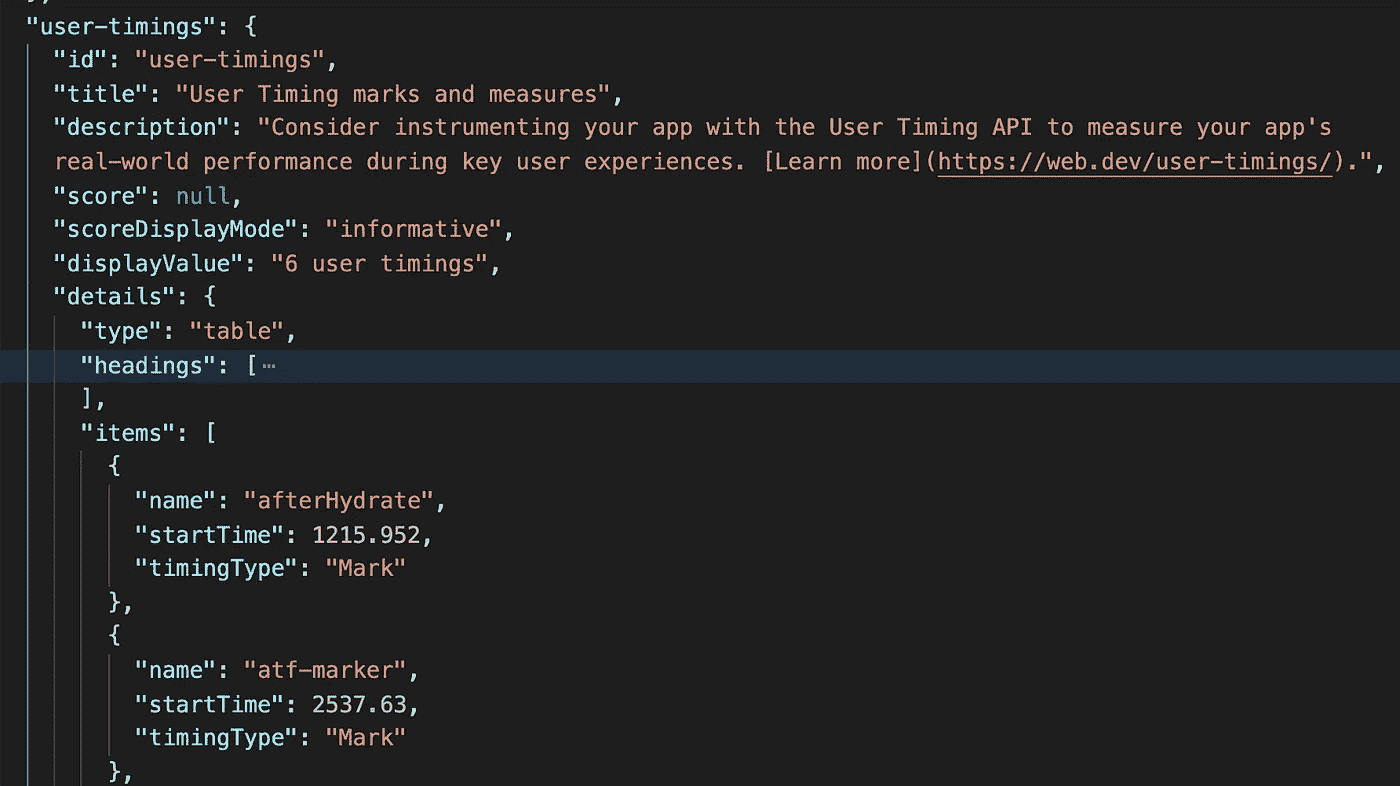 "user-timings": {
"id": "user-timings",
"title": "User Timing marks and measures",
"description": "Consider instrumenting your app with the User Timing API to measure your app's
real-world performance during key user experiences. [Learn more](https://web.dev/user-timings/).",
"score": null,
"scoreDisplayMode": "informative",
"displayValue": "6 user timings",
"details": {
"type": "table",
"headings": [⋯
],
"items": [
{
"name": "afterHydrate",
"startTime": 1215.952,
"timingType": "Mark"
},
{
"name": "atf-marker",
"startTime": 2537.63,
"timingType": "Mark"
},